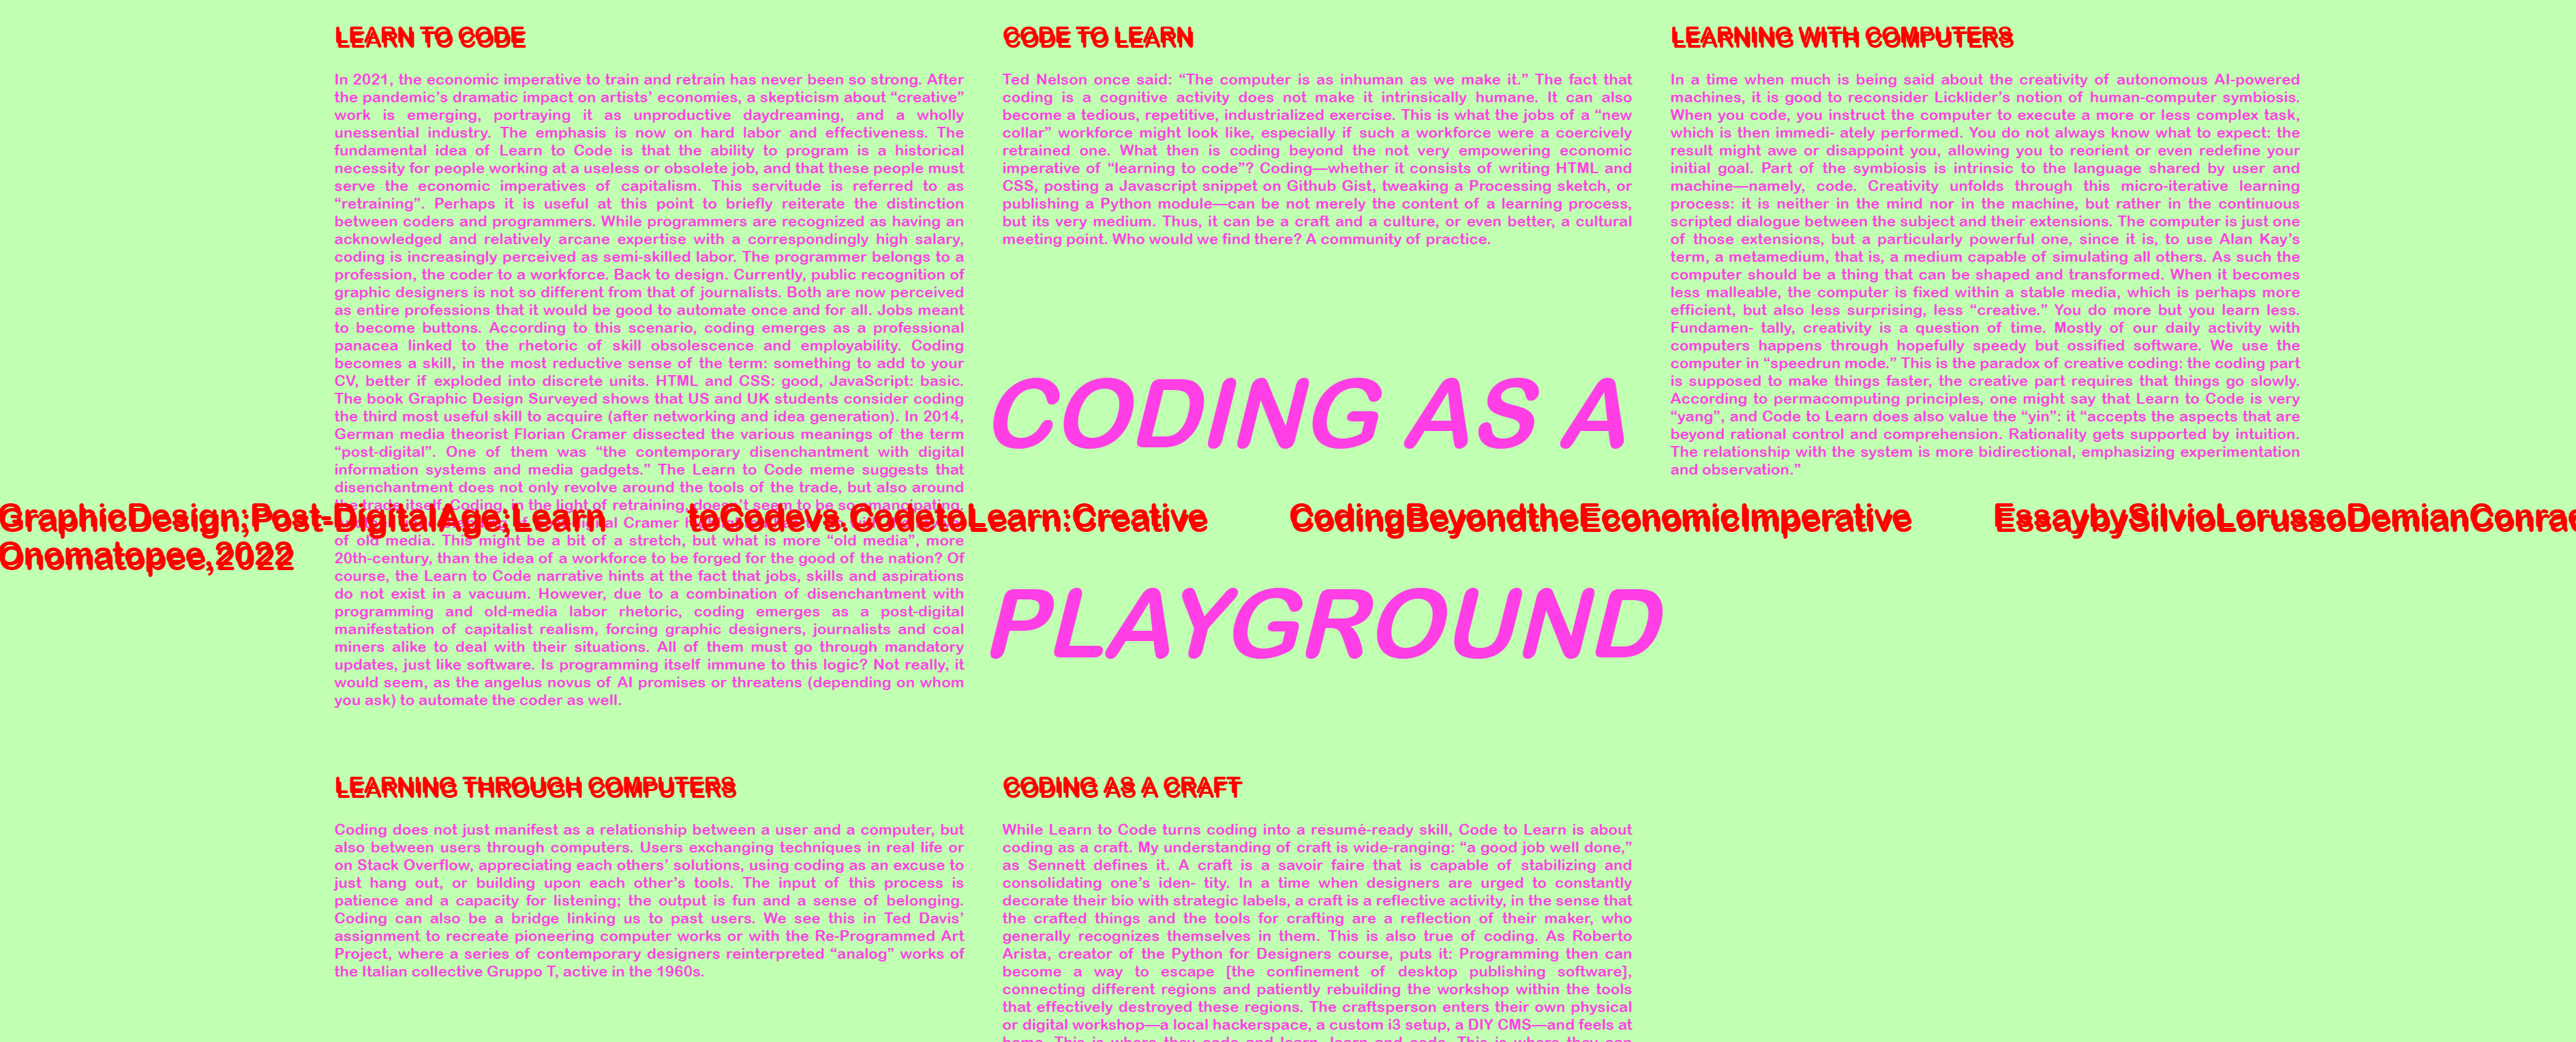 LEARN TO CODE
In 2021, the economic imperative to train and retrain has never been so strong. After
the pandemic’s dramatic impact on artists’ economies, a skepticism about “creative”
work is emerging, portraying it as unproductive daydreaming, and a wholly
unessential industry. The emphasis is now on hard labor and effectiveness. The
fundamental idea of Learn to Code is that the ability to program is a historical
necessity for people working at a useless or obsolete job, and that these people must
serve the economic imperatives of capitalism. This servitude is referred to as
“retraining”. Perhaps it is useful at this point to briefly reiterate the distinction
between coders and programmers. While programmers are recognized as having an
acknowledged and relatively arcane expertise with a correspondingly high salary,
coding is increasingly perceived as semi-skilled labor. The programmer belongs to a
profession, the coder to a workforce. Back to design. Currently, public recognition of
graphic designers is not so different from that of journalists. Both are now perceived
as entire professions that it would be good to automate once and for all. Jobs meant
to become buttons. According to this scenario, coding emerges as a professional
panacea linked to the rhetoric of skill obsolescence and employability. Coding
becomes a skill, in the most reductive sense of the term: something to add to your
CV, better if exploded into discrete units. HTML and CSS: good, JavaScript: basic.
The book Graphic Design Surveyed shows that US and UK students consider coding
the third most useful skill to acquire (after networking and idea generation). In 2014,
German media theorist Florian Cramer dissected the various meanings of the term
“post-digital”. One of them was “the contemporary disenchantment with digital
information systems and media gadgets.” The Learn to Code meme suggests that
disenchantment does not only revolve around the tools of the trade, but also around
the trade itself. Coding, in the light of retraining, doesn’t seem to be so emancipating.
Cramer
of old media. This might be a bit of a stretch, but what is more “old media”, more
20th-century, than the idea of a workforce to be forged for the good of the nation? Of
course, the Learn to Code narrative hints at the fact that jobs, skills and aspirations
do not exist in a vacuum. However, due to a combination of disenchantment with
programming and old-media labor rhetoric, coding emerges as a post-digital
manifestation of capitalist realism, forcing graphic designers, journalists and coal
miners alike to deal with their situations. All of them must go through mandatory
updates, just like software. Is programming itself immune to this logic? Not really, it
would seem, as the angelus novus of AI promises or threatens (depending on whom
you ask) to automate the coder as well.
CODE TO LEARN
Ted Nelson once said: “The computer is as inhuman as we make it.” The fact that
coding is a cognitive activity does not make it intrinsically humane. It can also
become a tedious, repetitive, industrialized exercise. This is what the jobs of a “new
collar” workforce might look like, especially if such a workforce were a coercively
retrained one. What then is coding beyond the not very empowering economic
imperative of “learning to code”? Coding—whether it consists of writing HTML and
CSS, posting a Javascript snippet on Github Gist, tweaking a Processing sketch, or
publishing a Python module—can be not merely the content of a learning process,
but its very medium. Thus, it can be a craft and a culture, or even better, a cultural
meeting point. Who would we find there? A community of practice.
LEARNING WITH COMPUTERS
In a time when much is being said about the creativity of autonomous AI-powered
machines, it is good to reconsider Licklider’s notion of human-computer symbiosis.
When you code, you instruct the computer to execute a more or less complex task,
which is then immedi- ately performed. You do not always know what to expect: the
result might awe or disappoint you, allowing you to reorient or even redefine your
initial goal. Part of the symbiosis is intrinsic to the language shared by user and
machine—namely, code. Creativity unfolds through this micro-iterative learning
process: it is neither in the mind nor in the machine, but rather in the continuous
scripted dialogue between the subject and their extensions. The computer is just one
of those extensions, but a particularly powerful one, since it is, to use Alan Kay’s
term, a metamedium, that is, a medium capable of simulating all others. As such the
computer should be a thing that can be shaped and transformed. When it becomes
less malleable, the computer is fixed within a stable media, which is perhaps more
efficient, but also less surprising, less “creative.” You do more but you learn less.
Fundamen- tally, creativity is a question of time. Mostly of our daily activity with
computers happens through hopefully speedy but ossified software. We use the
computer in “speedrun mode.” This is the paradox of creative coding: the coding part
is supposed to make things faster, the creative part requires that things go slowly.
According to permacomputing principles, one might say that Learn to Code is very
“yang”, and Code to Learn does also value the “yin”: it “accepts the aspects that are
beyond rational control and comprehension. Rationality gets supported by intuition.
The relationship with the system is more bidirectional, emphasizing experimentation
and observation.”
CODING AS A
PLAYGROUND
GraphicDesign;Post-DigitalAge;Learn toCodevs.CodetoLearn:Creative CodingBeyondtheEconomicImperative EssaybySilvioLorussoDemianConrad
Onomatopee,2022
LEARNING THROUGH COMPUTERS
Coding does not just manifest as a relationship between a user and a computer, but
also between users through computers. Users exchanging techniques in real life or
on Stack Overflow, appreciating each others’ solutions, using coding as an excuse to
just hang out, or building upon each other’s tools. The input of this process is
patience and a capacity for listening; the output is fun and a sense of belonging.
Coding can also be a bridge linking us to past users. We see this in Ted Davis’
assignment to recreate pioneering computer works or with the Re-Programmed Art
Project, where a series of contemporary designers reinterpreted “analog” works of
the Italian collective Gruppo T, active in the 1960s.
CODING AS A CRAFT
While Learn to Code turns coding into a resumé-ready skill, Code to Learn is about
coding as a craft. My understanding of craft is wide-ranging: “a good job well done,”
as Sennett defines it. A craft is a savoir faire that is capable of stabilizing and
consolidating one’s iden- tity. In a time when designers are urged to constantly
decorate their bio with strategic labels, a craft is a reflective activity, in the sense that
the crafted things and the tools for crafting are a reflection of their maker, who
generally recognizes themselves in them. This is also true of coding. As Roberto
Arista, creator of the Python for Designers course, puts it: Programming then can
become a way to escape [the confinement of desktop publishing software],
connecting different regions and patiently rebuilding the workshop within the tools
that effectively destroyed these regions. The craftsperson enters their own physical
or digital workshop—a local hackerspace, a custom i3 setup, a DIY CMS—and feels at
home. This is where they code and learn, learn and code. This is where they can